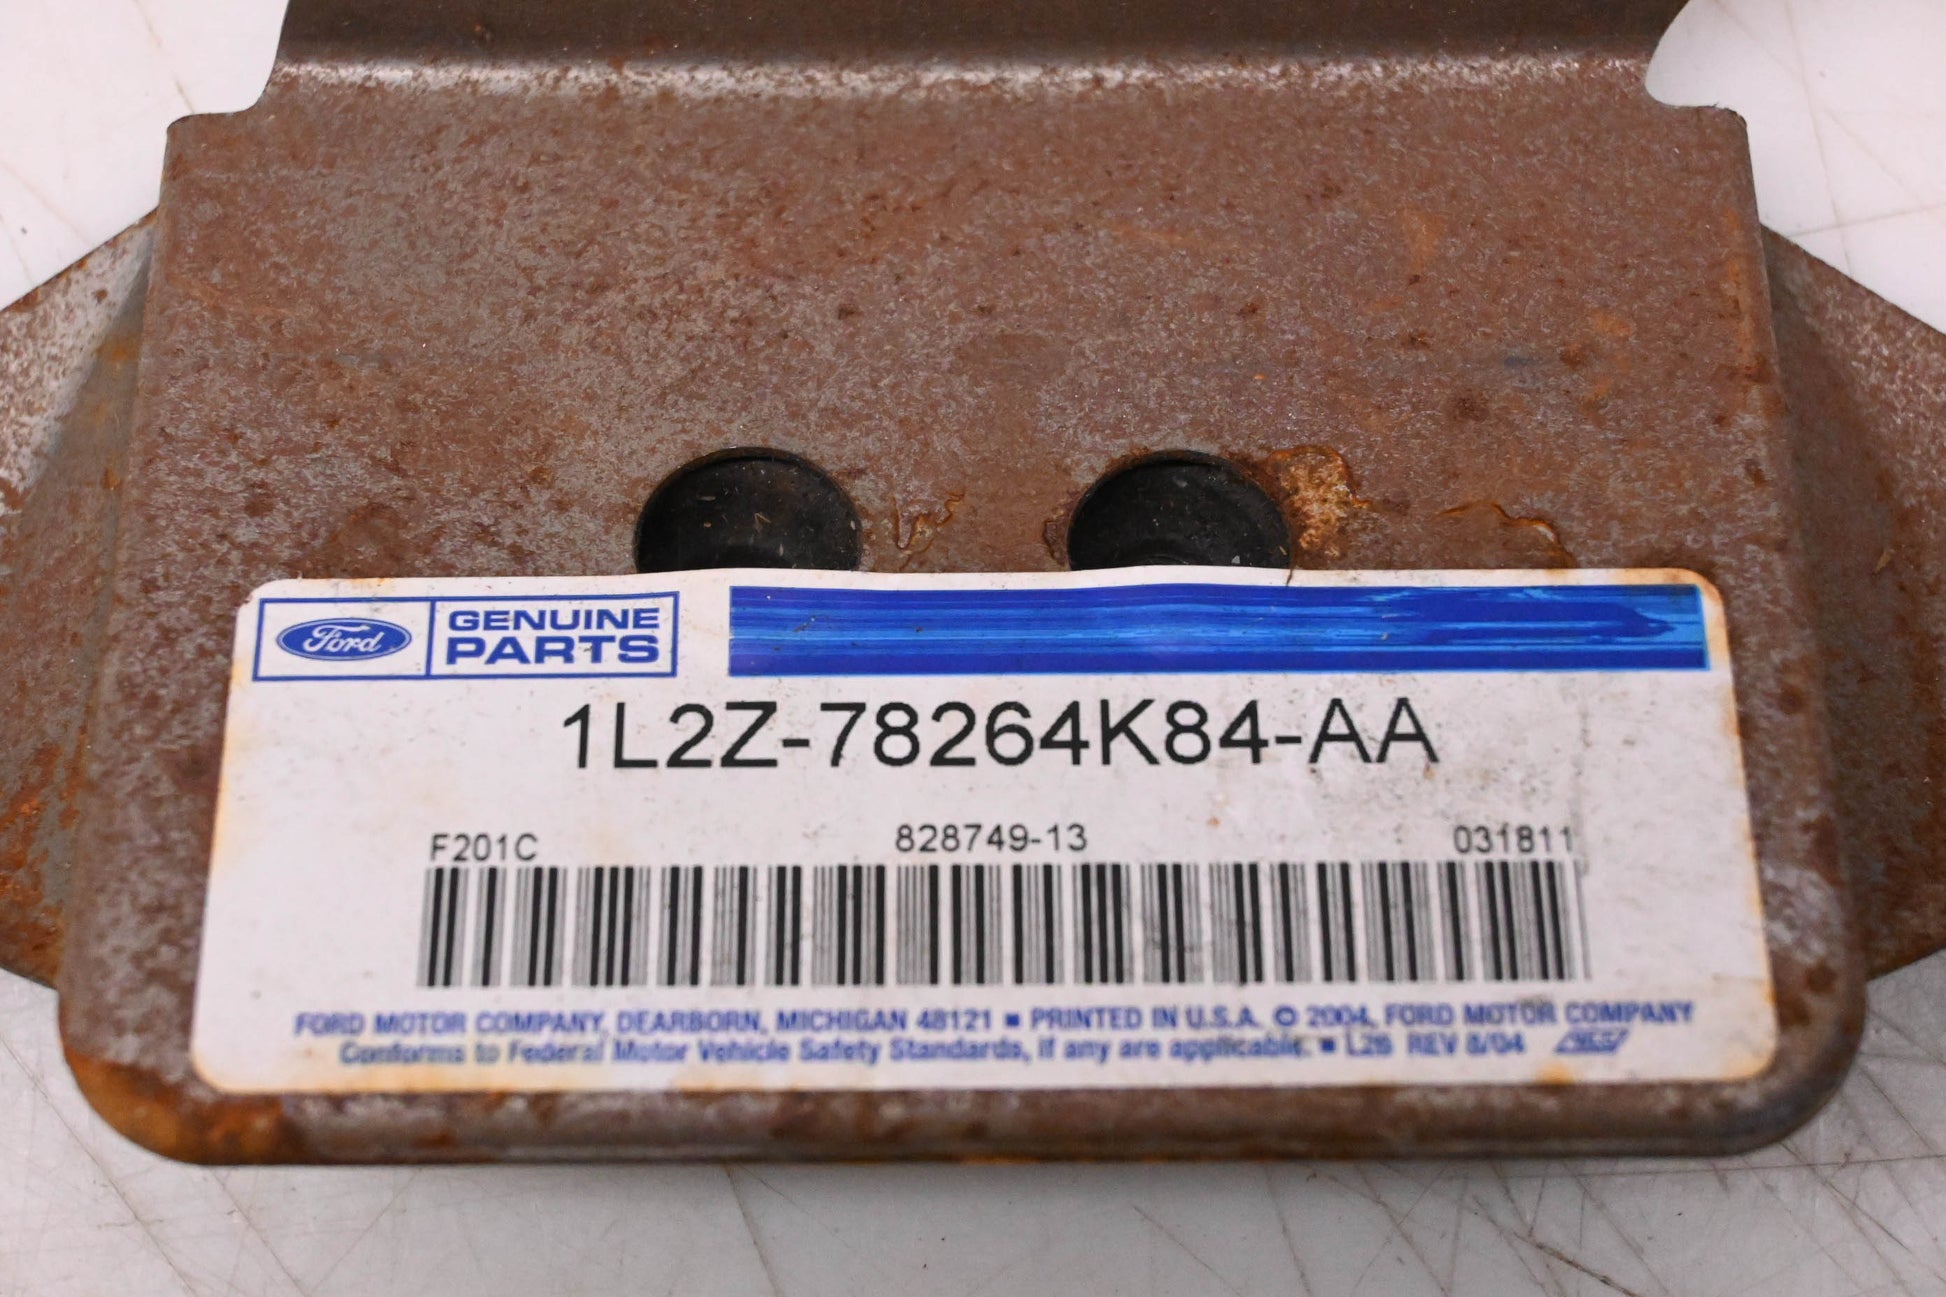 Ford GENUINE
PARTS
1L2Z-78264K84-AA
F201C 828749-13 031811
FORD MOTOR COMPANY, DEARBORN, MICHIGAN 48121 ■ PRINTED IN U.S.A. © 2004, FORD MOTOR COMPANY
Conforms to Federal Motor Vehicle Safety Standards, if any are applicable. ■ L26 REV 8/04